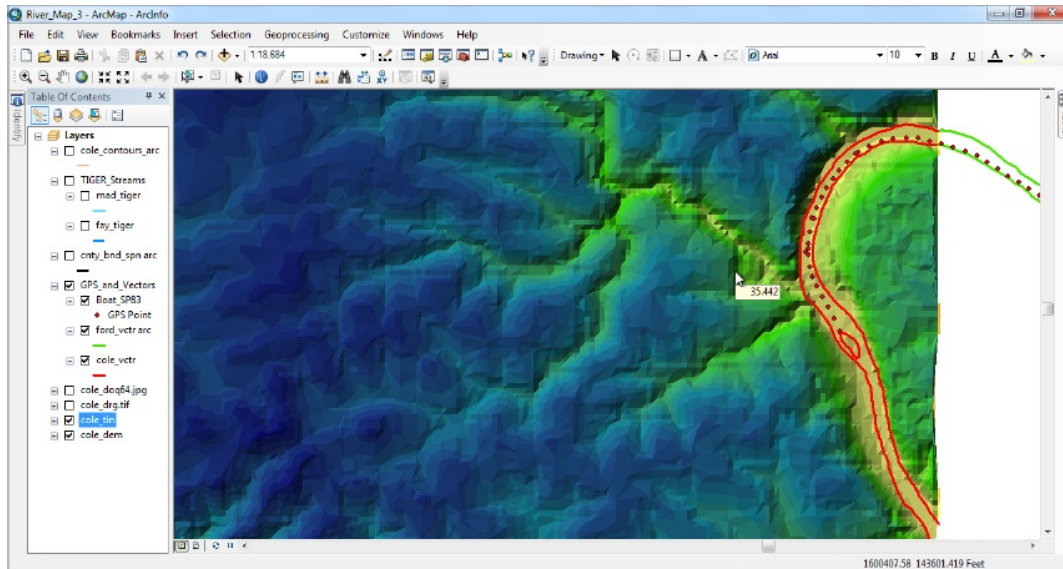 River_Map_3 - ArcMap - ArcInfo
File Edit View Bookmarks Insert Selection Geoprocessing Customize Windows Help
1:18.684 Drawing A Arial 10 B I U A
Table Of Contents
Identify
Layers
cole_contours_arc
TIGER_Streams
mad_tiger
fay_tiger
cnty_bnd_spn arc
GPS_and_Vectors
Boat_SP83
GPS Point
ford_vctr arc
cole_vctr
cole_doq64.jpg
cole_drg.tif
cole_tin
cole_dem
35.442
1600407.58 143601.419 Feet